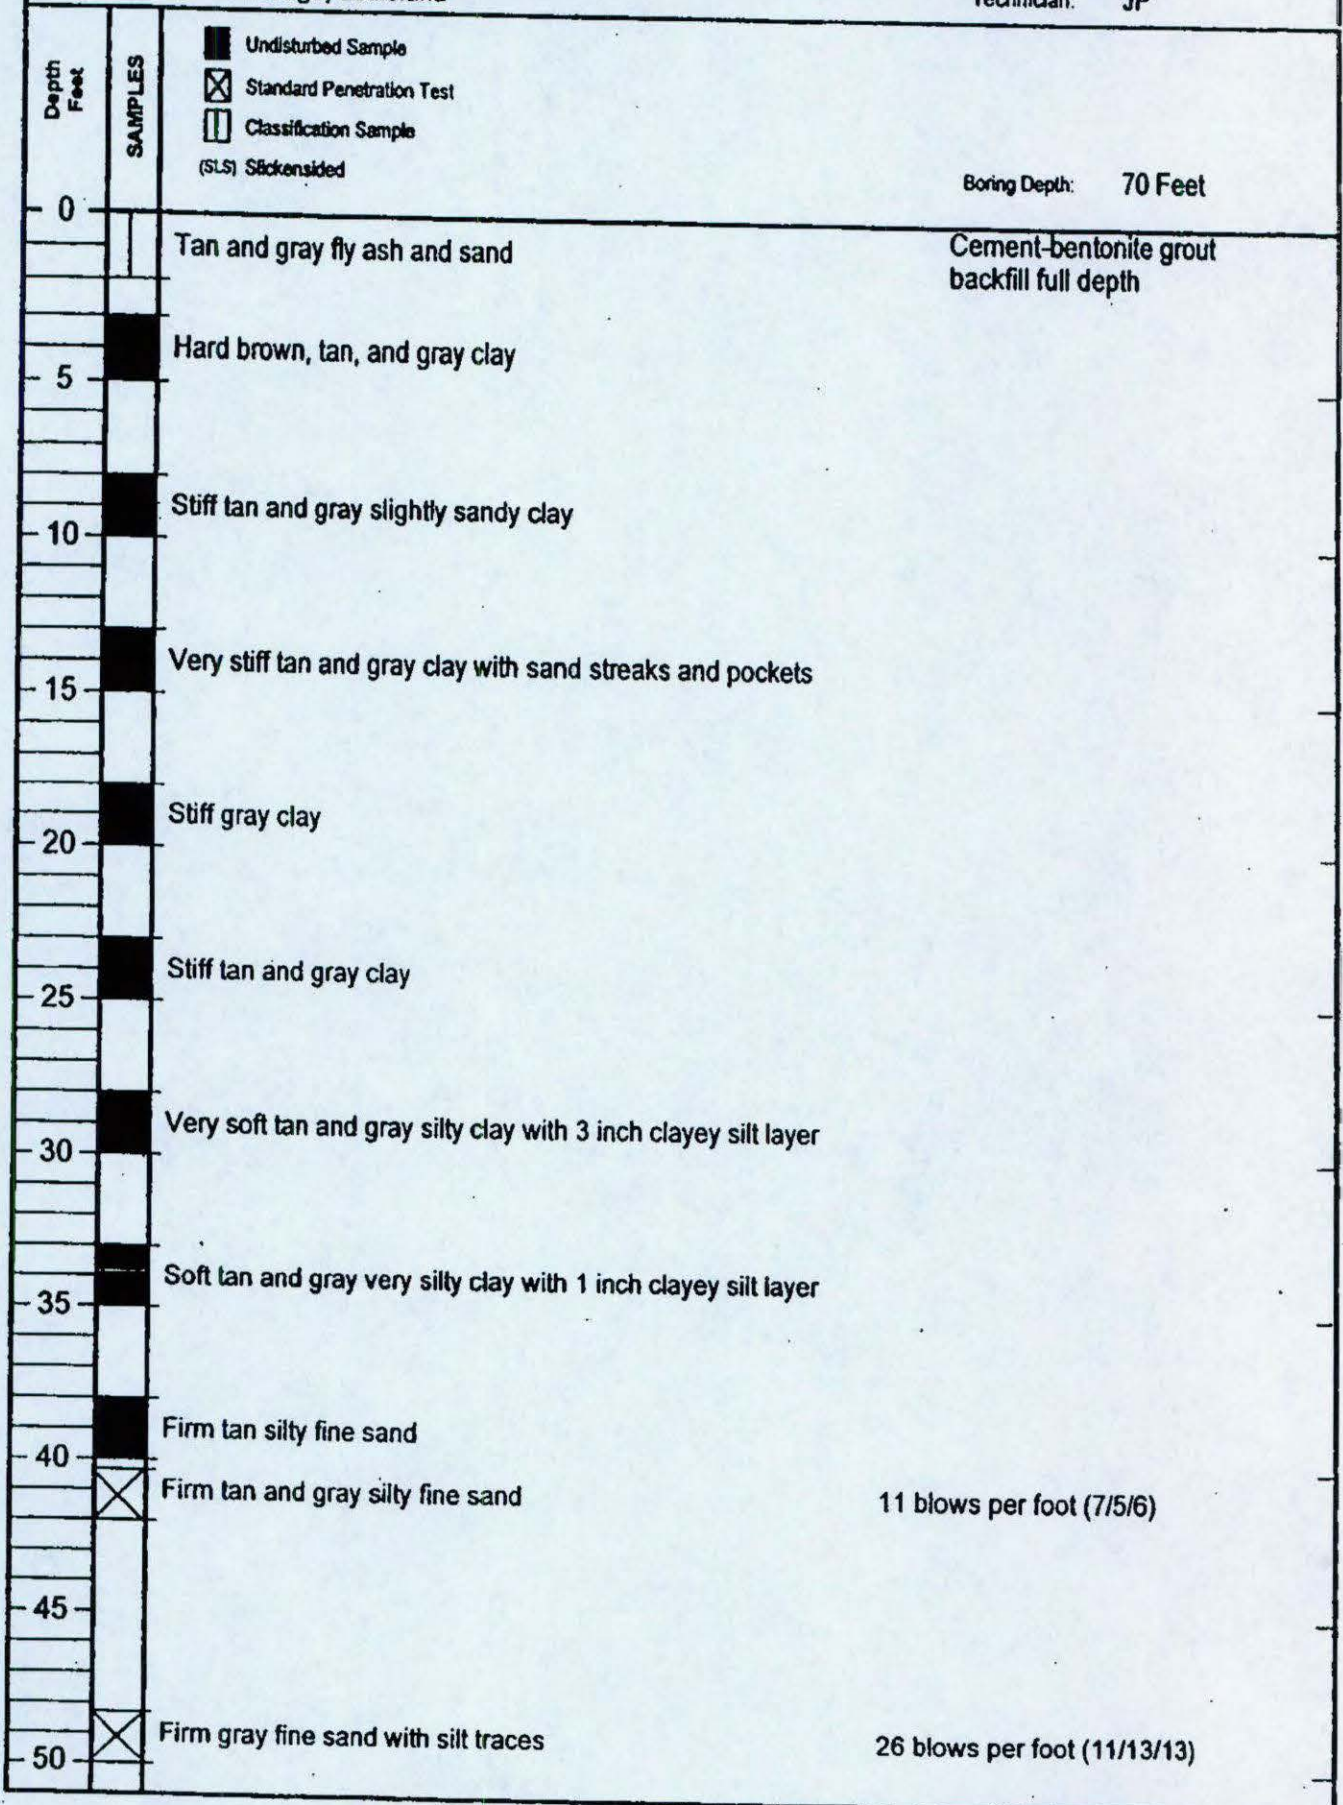 Technician: JP
Depth
Feet
SAMPLES
Undisturbed Sample
Standard Penetration Test
Classification Sample
(SLS) Slickensided
Boring Depth: 70 Feet
0
Tan and gray fly ash and sand
Cement-bentonite grout
backfill full depth
Hard brown, tan, and gray clay
5
Stiff tan and gray slightly sandy clay
10
Very stiff tan and gray clay with sand streaks and pockets
15
Stiff gray clay
20
Stiff tan and gray clay
25
Very soft tan and gray silty clay with 3 inch clayey silt layer
30
Soft tan and gray very silty clay with 1 inch clayey silt layer
35
Firm tan silty fine sand
40
Firm tan and gray silty fine sand 11 blows per foot (7/5/6)
45
Firm gray fine sand with silt traces 26 blows per foot (11/13/13)
50